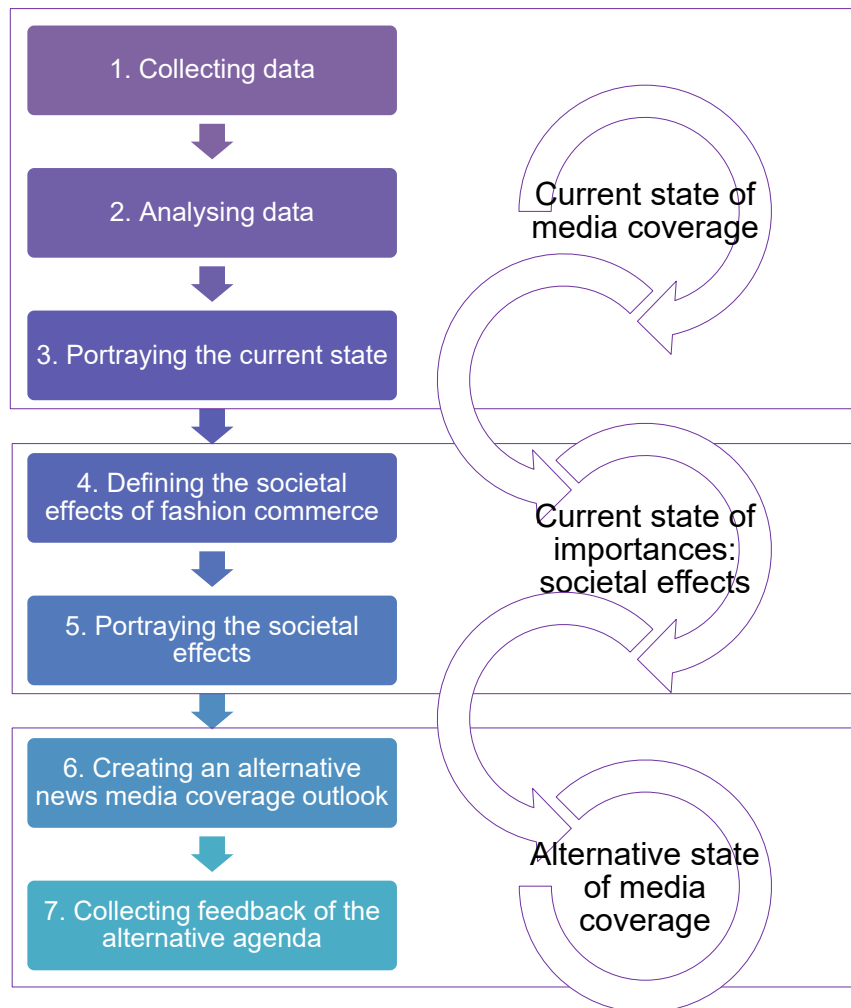 1. Collecting data
2. Analysing data
3. Portraying the current state
Current state of
media coverage
4. Defining the societal
effects of fashion commerce
5. Portraying the societal
effects
Current state of
importances:
societal effects
6. Creating an alternative
news media coverage outlook
7. Collecting feedback of the
alternative agenda
Alternative state
of media
coverage